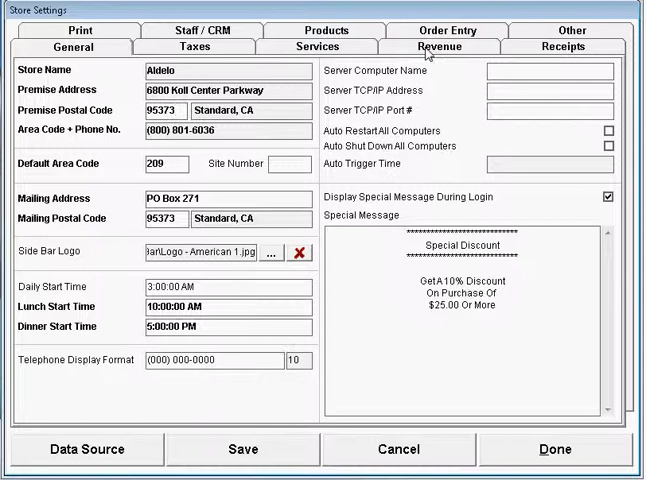 Store Settings
Print
Staff / CRM
Products
Order Entry
Other
General
Taxes
Services
Revenue
Receipts
Store Name
Aldelo
Premise Address
6800 Koll Center Parkway
Premise Postal Code
95373
Standard, CA
Area Code + Phone No.
(800) 801-6036
Default Area Code
209
Site Number
Mailing Address
PO Box 271
Mailing Postal Code
95373
Standard, CA
Side Bar Logo
3ar\Logo - American 1.jpg
...
Daily Start Time
3:00:00 AM
Lunch Start Time
10:00:00 AM
Dinner Start Time
5:00:00 PM
Telephone Display Format
(000) 000-0000
10
Server Computer Name
Server TCP/IP Address
Server TCP/IP Port #
Auto Restart All Computers
Auto Shut Down All Computers
Auto Trigger Time
Display Special Message During Login
Special Message
****************************
Special Discount
****************************
Get A 10% Discount
On Purchase Of
$25.00 Or More
Data Source
Save
Cancel
Done